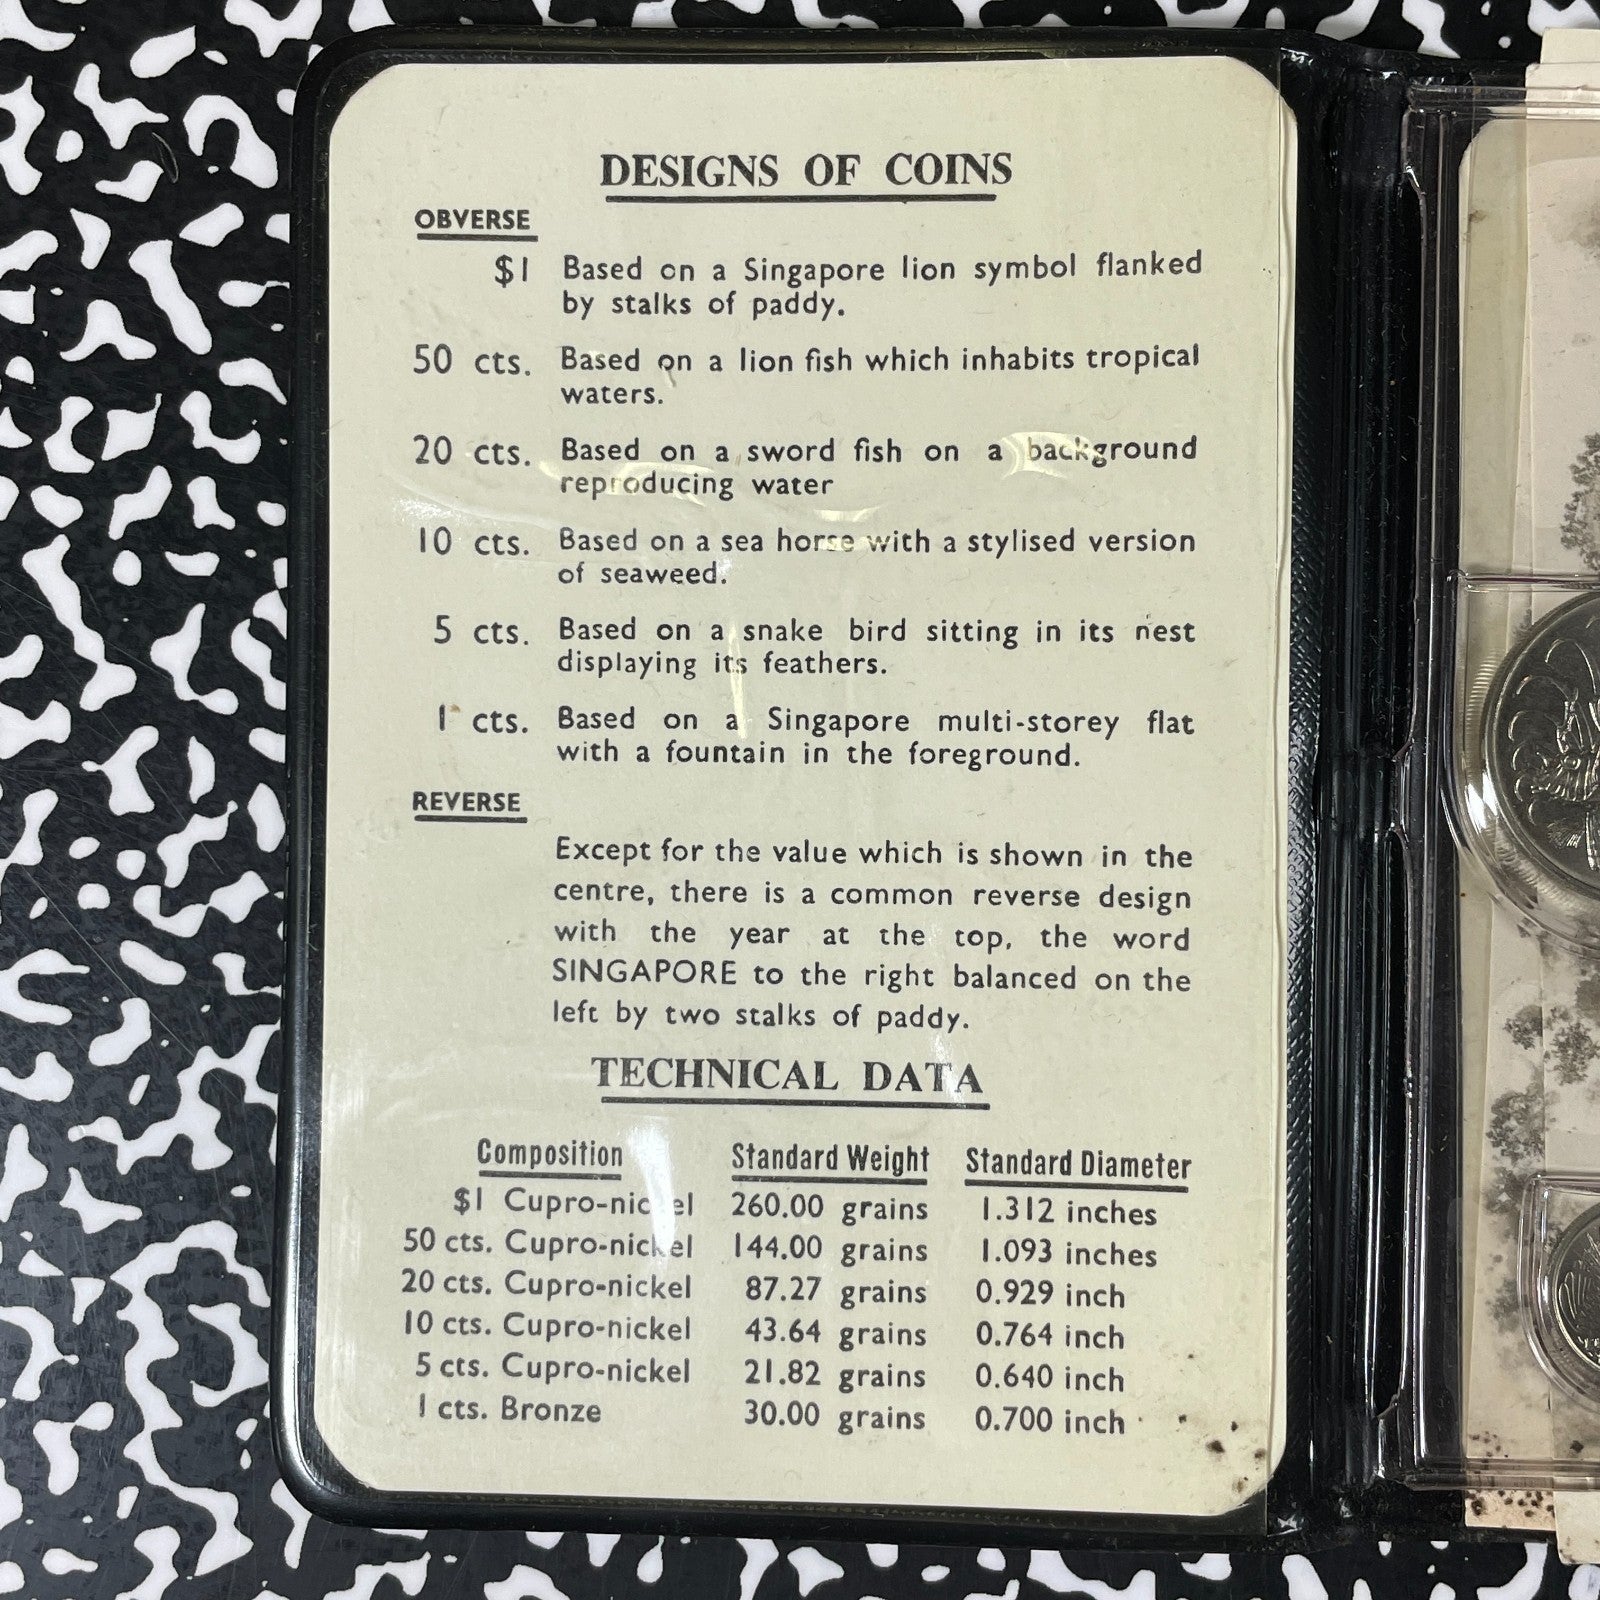 DESIGNS OF COINS
OBVERSE
$1 Based on a Singapore lion symbol flanked
by stalks of paddy.
50 cts. Based on a lion fish which inhabits tropical
waters.
20 cts. Based on a sword fish on a background
reproducing water
10 cts. Based on a sea horse with a stylised version
of seaweed.
5 cts. Based on a snake bird sitting in its nest
displaying its feathers.
1 cts. Based on a Singapore multi-storey flat
with a fountain in the foreground.
REVERSE
Except for the value which is shown in the
centre, there is a common reverse design
with the year at the top, the word
SINGAPORE to the right balanced on the
left by two stalks of paddy.
TECHNICAL DATA
Composition Standard Weight Standard Diameter
$1 Cupro-nickel 260.00 grains 1.312 inches
50 cts. Cupro-nickel 144.00 grains 1.093 inches
20 cts. Cupro-nickel 87.27 grains 0.929 inch
10 cts. Cupro-nickel 43.64 grains 0.764 inch
5 cts. Cupro-nickel 21.82 grains 0.640 inch
1 cts. Bronze 30.00 grains 0.700 inch